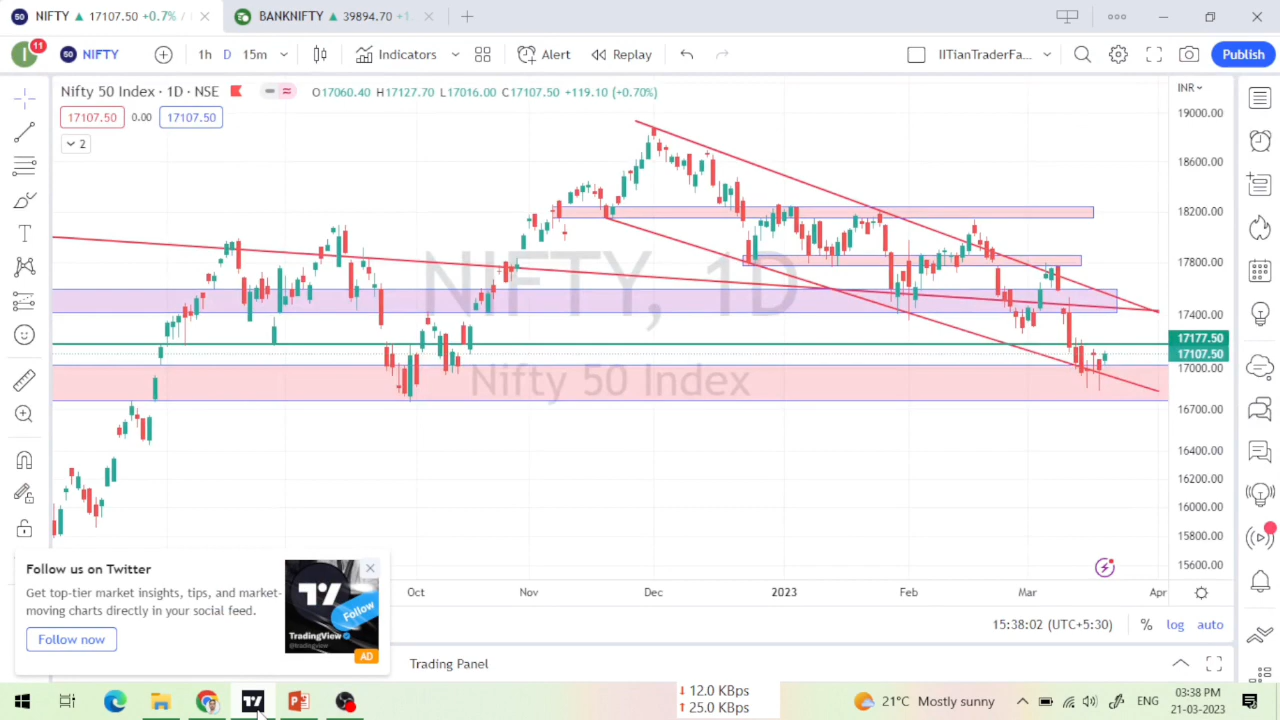 50 NIFTY ▲ 17107.50 +0.7% /
BANKNIFTY ▲ 39894.70 +1
11
I
50 NIFTY
1h D 15m
Indicators
Alert
Replay
IITianTraderFa...
Publish
Nifty 50 Index · 1D · NSE
O17060.40 H17127.70 L17016.00 C17107.50 +119.10 (+0.70%)
INR
17107.50 0.00 17107.50
2
19000.00
18600.00
18200.00
17800.00
17400.00
17177.50
17107.50
17000.00
16700.00
16400.00
16200.00
16000.00
15800.00
15600.00
NIFTY, 1D
Nifty 50 Index
Oct Nov Dec 2023 Feb Mar Apr
Follow us on Twitter
Get top-tier market insights, tips, and market-
moving charts directly in your social feed.
Follow now
Follow
TradingView
@tradingview
AD
15:38:02 (UTC+5:30) % log auto
Trading Panel
12.0 KBps
25.0 KBps
21°C Mostly sunny
ENG
03:38 PM
21-03-2023